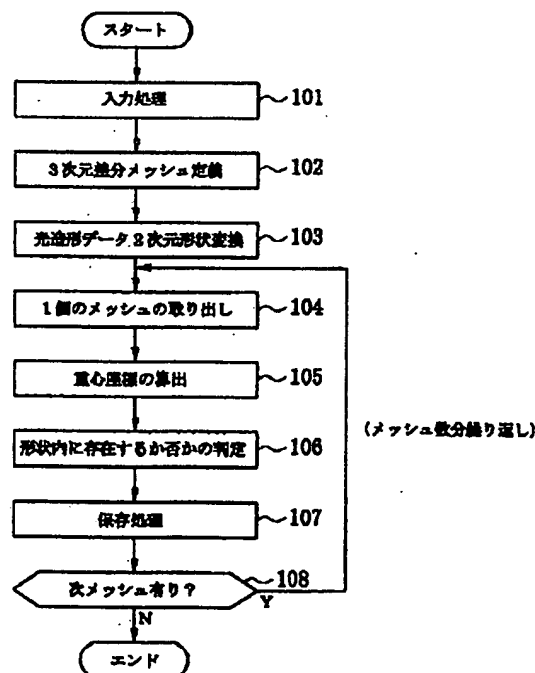 スタート
入力処理
101
3次元差分メッシュ定義
102
光造形データ2次元形状変換
103
1個のメッシュの取り出し
104
重心座標の算出
105
形状内に存在するか否かの判定
106
(メッシュ数分繰り返し)
保存処理
107
次メッシュ有り?
108
Y
N
エンド